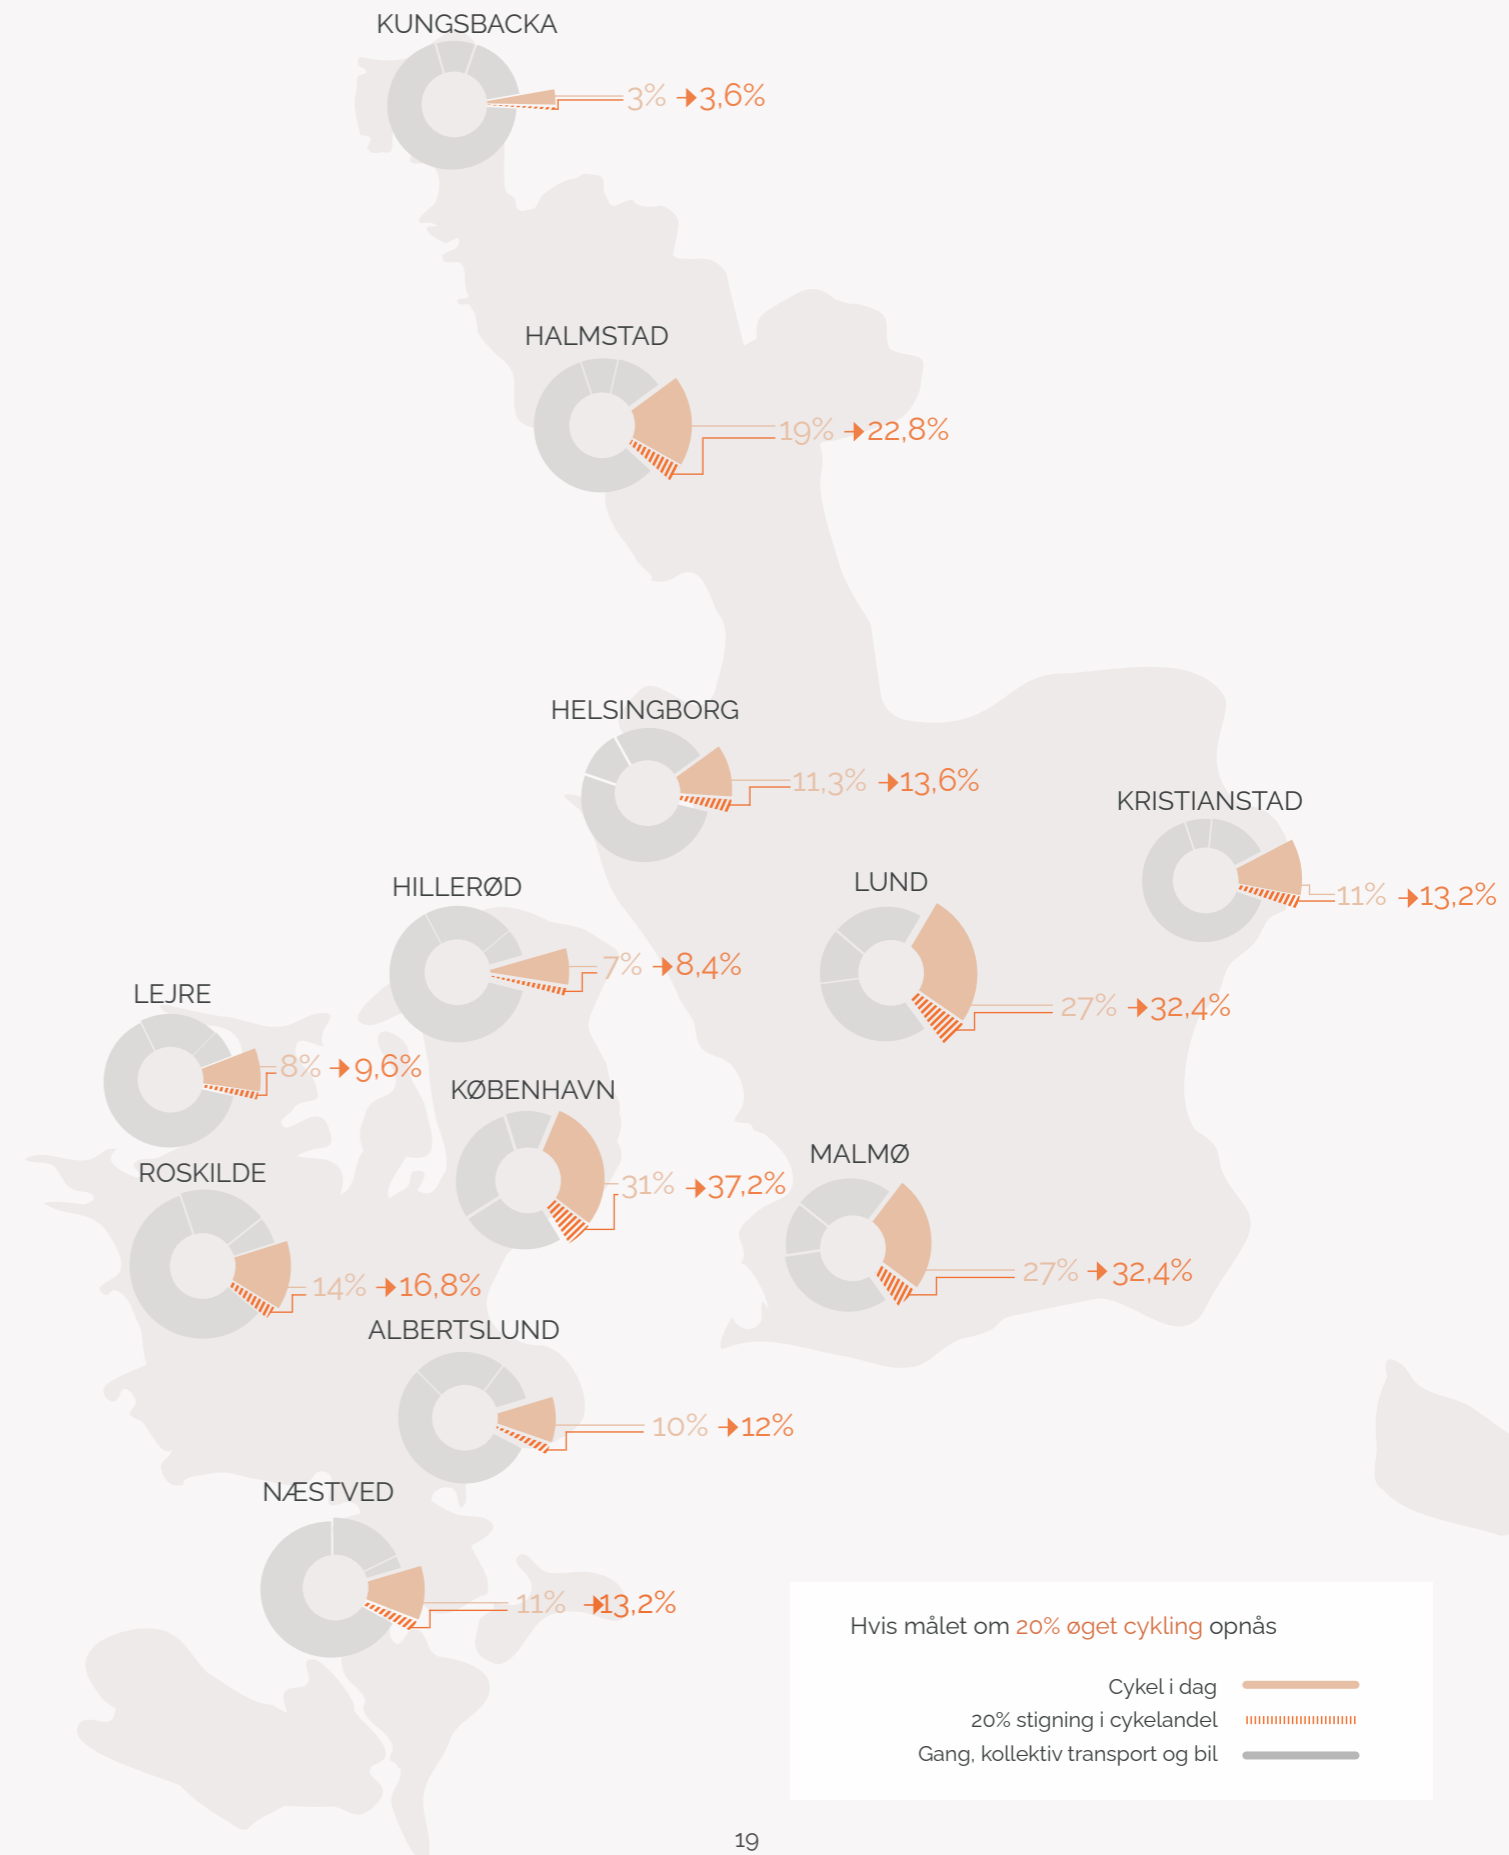 KUNGSBACKA
3% 3,6%
HALMSTAD
19% 22,8%
HELSINGBORG
11,3% 13,6%
KRISTIANSTAD
11% 13,2%
HILLERØD
7% 8,4%
LUND
27% 32,4%
LEJRE
8% 9,6%
KØBENHAVN
31% 37,2%
MALMØ
27% 32,4%
ROSKILDE
14% 16,8%
ALBERTSLUND
10% 12%
NÆSTVED
11% 13,2%
Hvis målet om 20% øget cykling opnås
Cykel i dag
20% stigning i cykelandel
Gang, kollektiv transport og bil
19